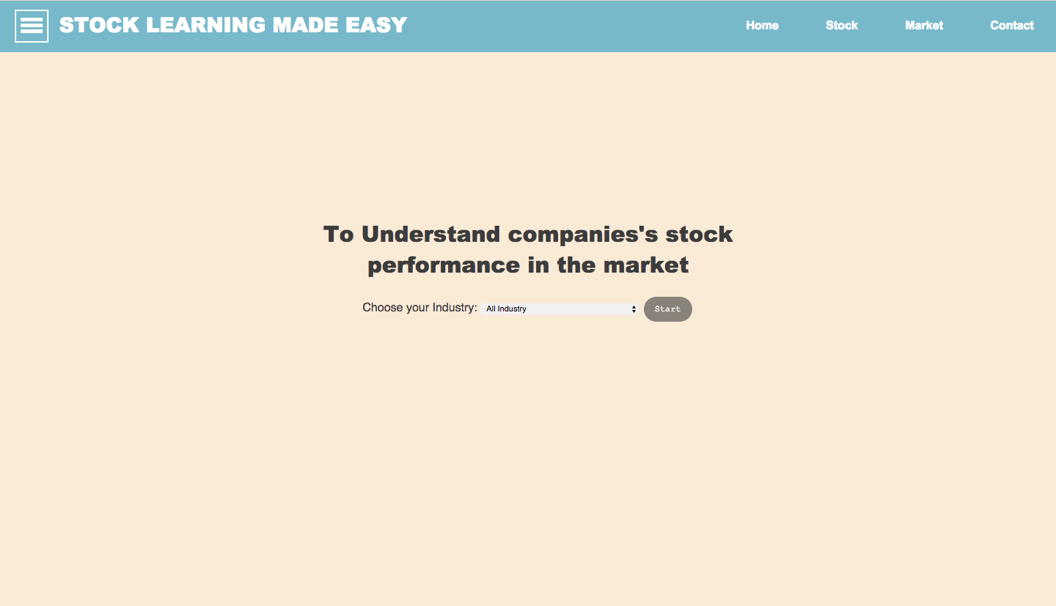 STOCK LEARNING MADE EASY
Home Stock Market Contact
To Understand companies's stock
performance in the market
Choose your Industry: All Industry Start